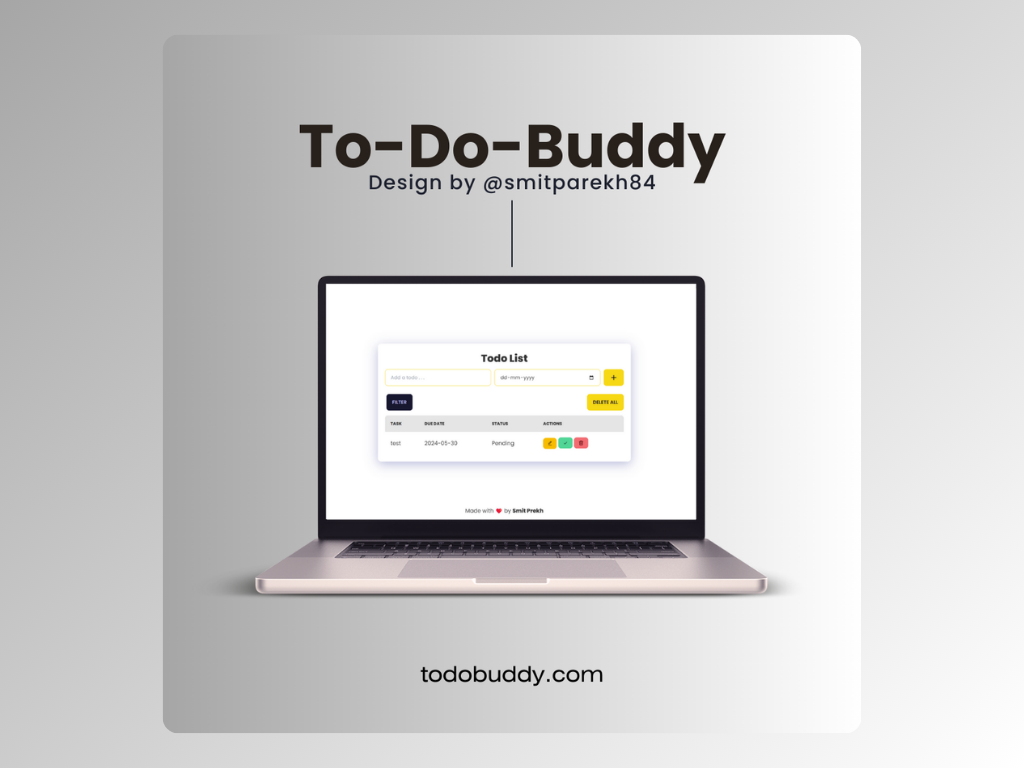 To-Do-Buddy
Design by @smitparekh84
Todo List
Add a todo...
dd-mm-yyyy
+
FILTER
DELETE ALL
TASK DUE DATE STATUS ACTIONS
test 2024-05-30 Pending
Made with ❤ by Smit Prekh
todobuddy.com